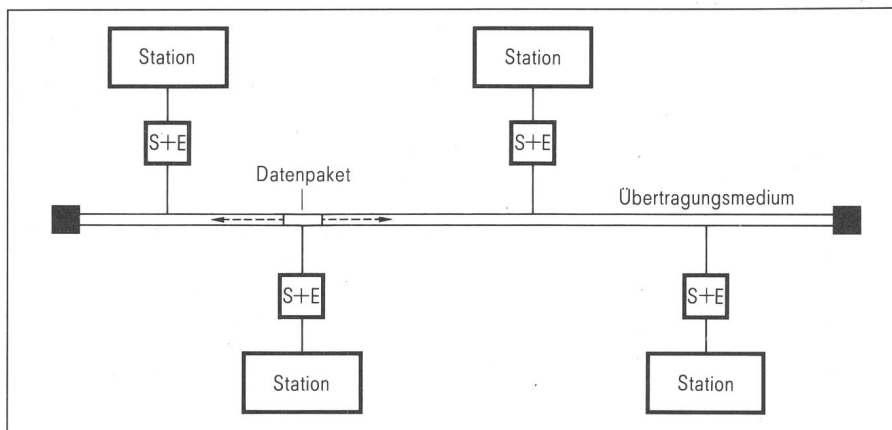 Station
Station
S+E
S+E
Datenpaket
Übertragungsmedium
S+E
S+E
Station
Station